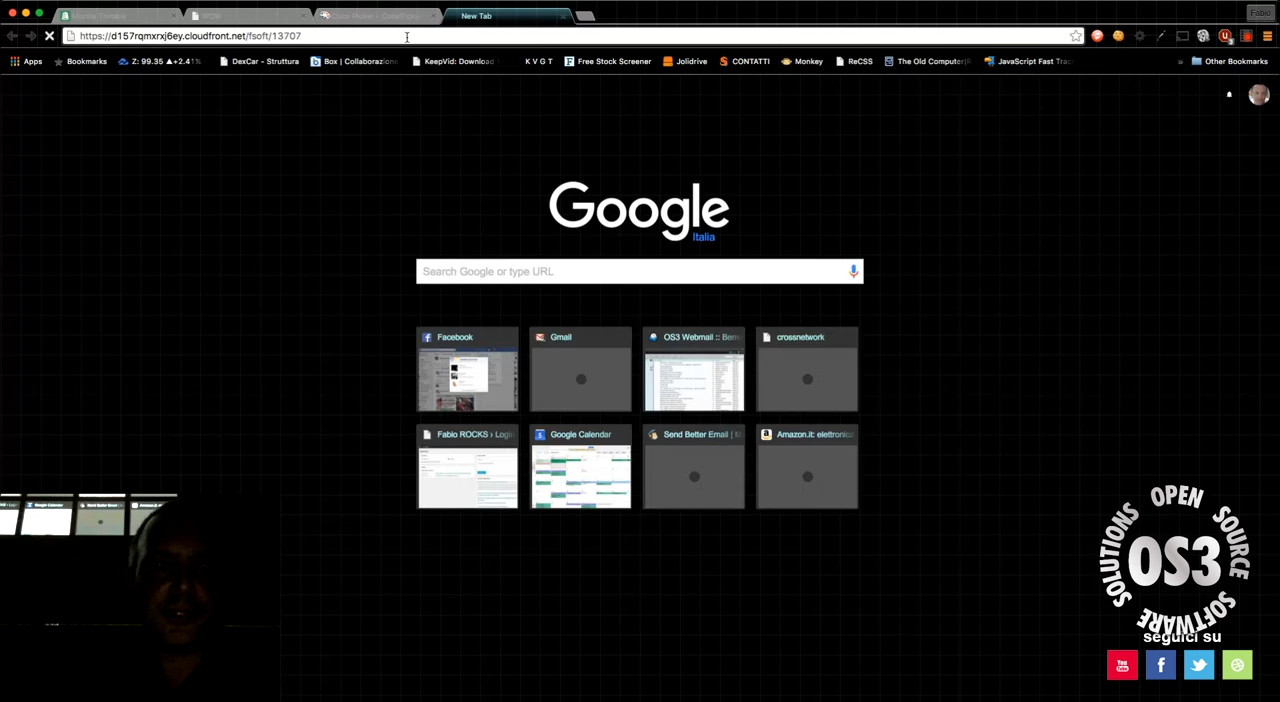 New Tab
Fabio
https://d157rqmxrxj6ey.cloudfront.net/fsoft/13707
Apps
Bookmarks
Z: 99.35 ▲+2.41%
DexCar - Struttura
Box | Collaborazione
KeepVid: Download
K V G T
Free Stock Screener
Jolidrive
CONTATTI
Monkey
ReCSS
The Old Computer
JavaScript Fast Trac
»
Other Bookmarks
Google
Italia
Search Google or type URL
Facebook
Gmail
OS3 Webmail :: Ben
crossnetwork
Fabio ROCKS › Login
Google Calendar
Send Better Email | M
Amazon.it: elettronica
SOLUTIONS OPEN SOURCE SOFTWARE
OS3
seguici su
You Tube